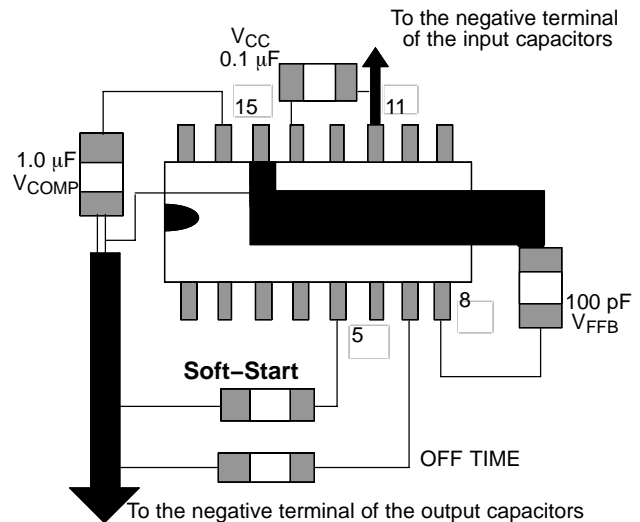 To the negative terminal
of the input capacitors
VCC
0.1 μF
15
11
1.0 μF
VCOMP
8
100 pF
VFFB
5
Soft−Start
OFF TIME
To the negative terminal of the output capacitors